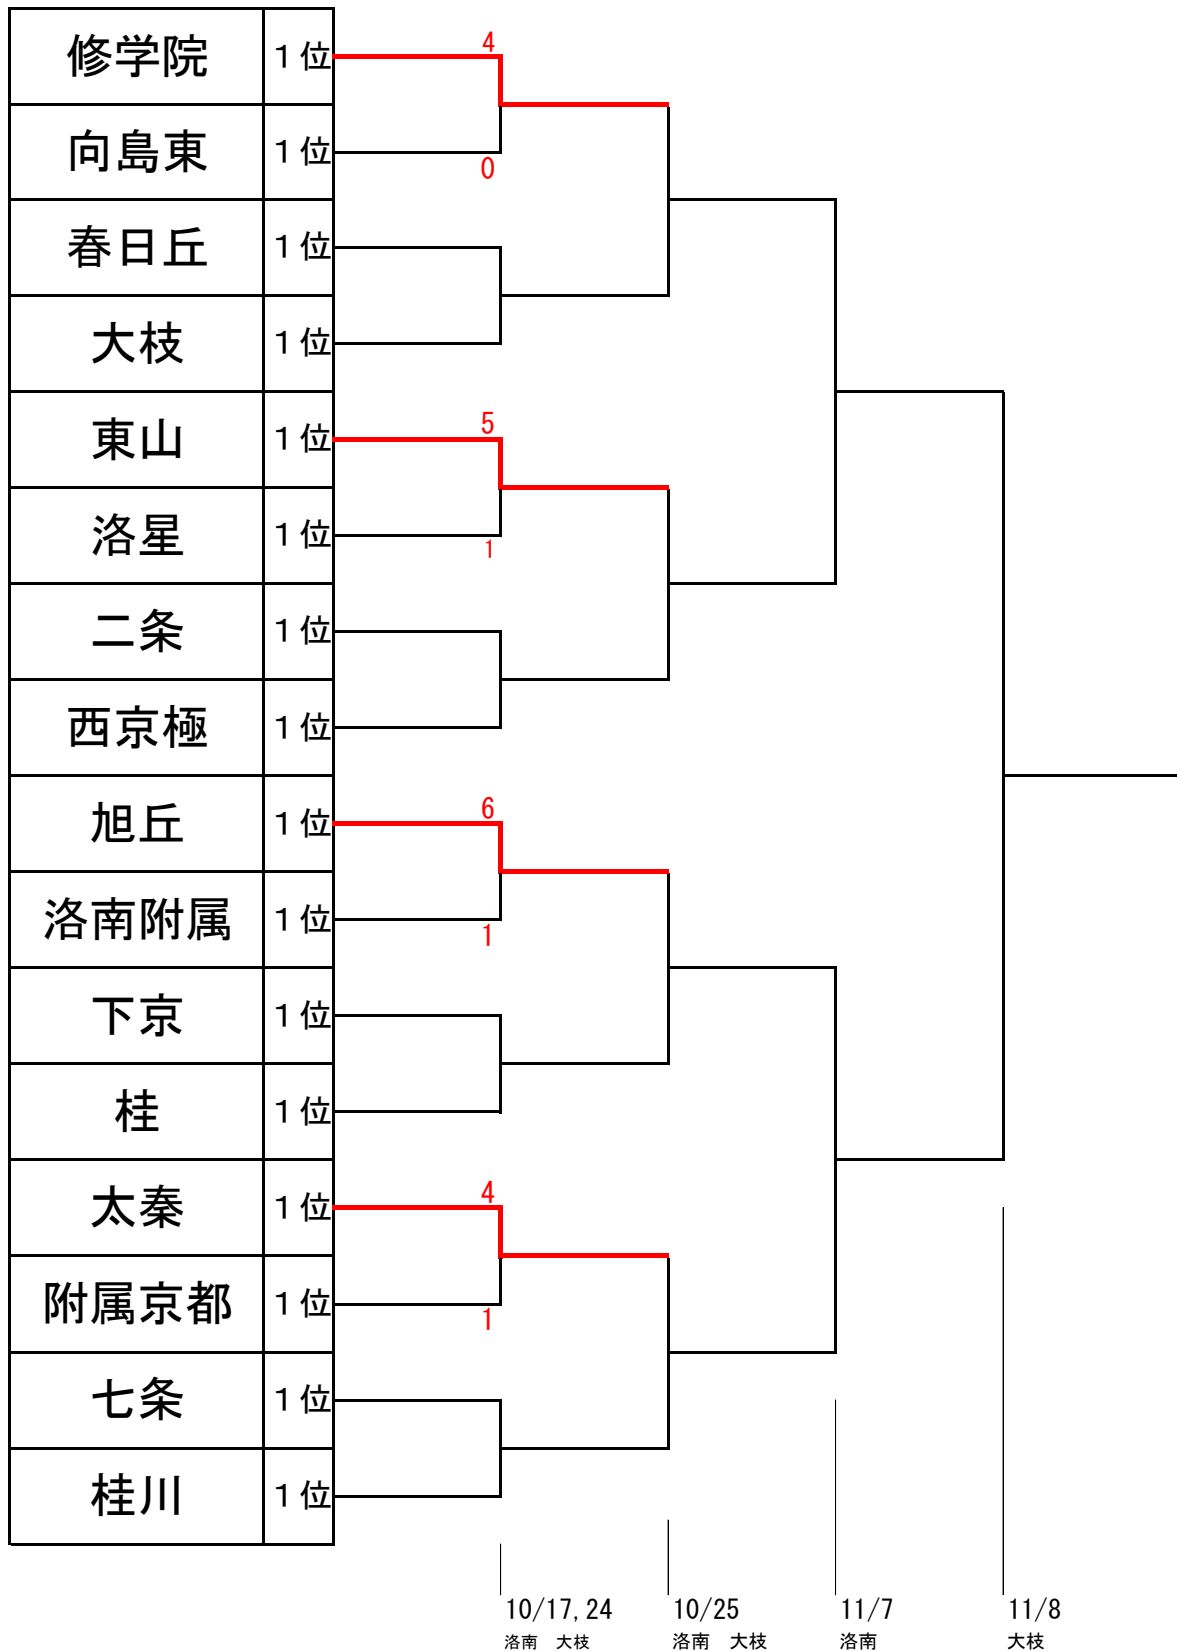 修学院 １位 4
向島東 １位 0
春日丘 １位
大枝 １位
東山 １位 5
洛星 １位 1
二条 １位
西京極 １位
旭丘 １位 6
洛南附属 １位 1
下京 １位
桂 １位
太秦 １位 4
附属京都 １位 1
七条 １位
桂川 １位
10/17,24 10/25 11/7 11/8
洛南　大枝 洛南　大枝 洛南 大枝